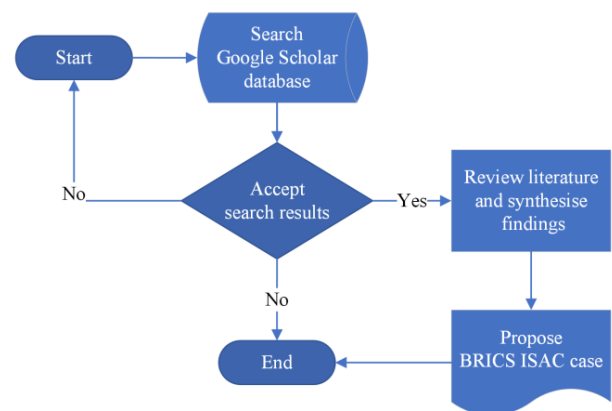 Start
Search
Google Scholar
database
No
Accept
search results
Yes
Review literature
and synthesise
findings
No
End
Propose
BRICS ISAC case